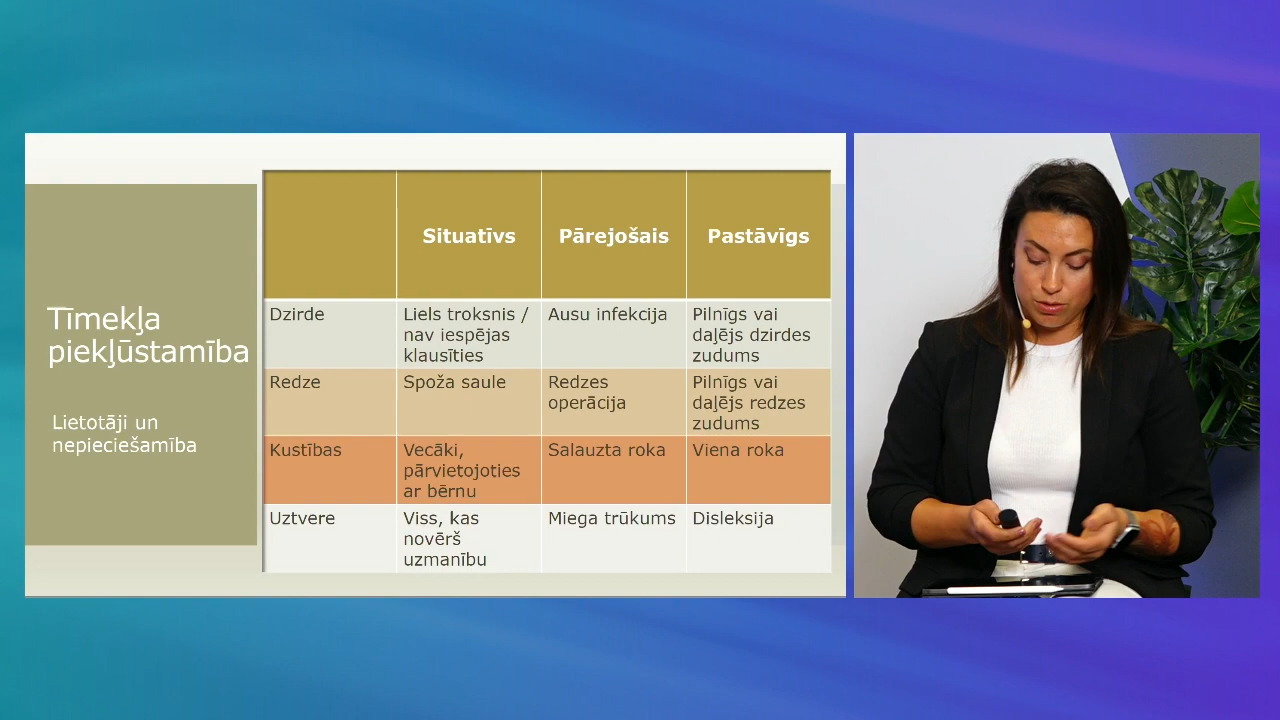 Tīmekļa
piekļūstamība
Lietotāji un
nepieciešamība
Situatīvs
Pārejošais
Pastāvīgs
Dzirde
Liels troksnis /
nav iespējas
klausīties
Ausu infekcija
Pilnīgs vai
daļējs dzirdes
zudums
Redze
Spoža saule
Redzes
operācija
Pilnīgs vai
daļējs redzes
zudums
Kustības
Vecāki,
pārvietojoties
ar bērnu
Salauzta roka
Viena roka
Uztvere
Viss, kas
novērš
uzmanību
Miega trūkums
Disleksija